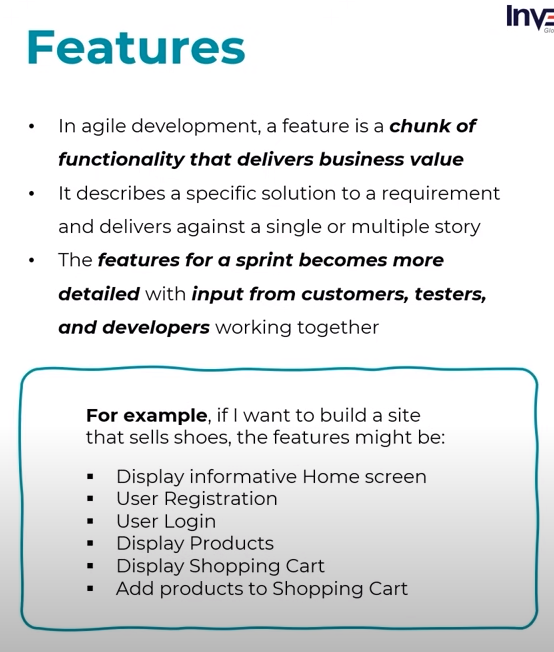 Features
• In agile development, a feature is a chunk of
functionality that delivers business value
• It describes a specific solution to a requirement
and delivers against a single or multiple story
• The features for a sprint becomes more
detailed with input from customers, testers,
and developers working together
For example, if I want to build a site
that sells shoes, the features might be:
▪ Display informative Home screen
▪ User Registration
▪ User Login
▪ Display Products
▪ Display Shopping Cart
▪ Add products to Shopping Cart